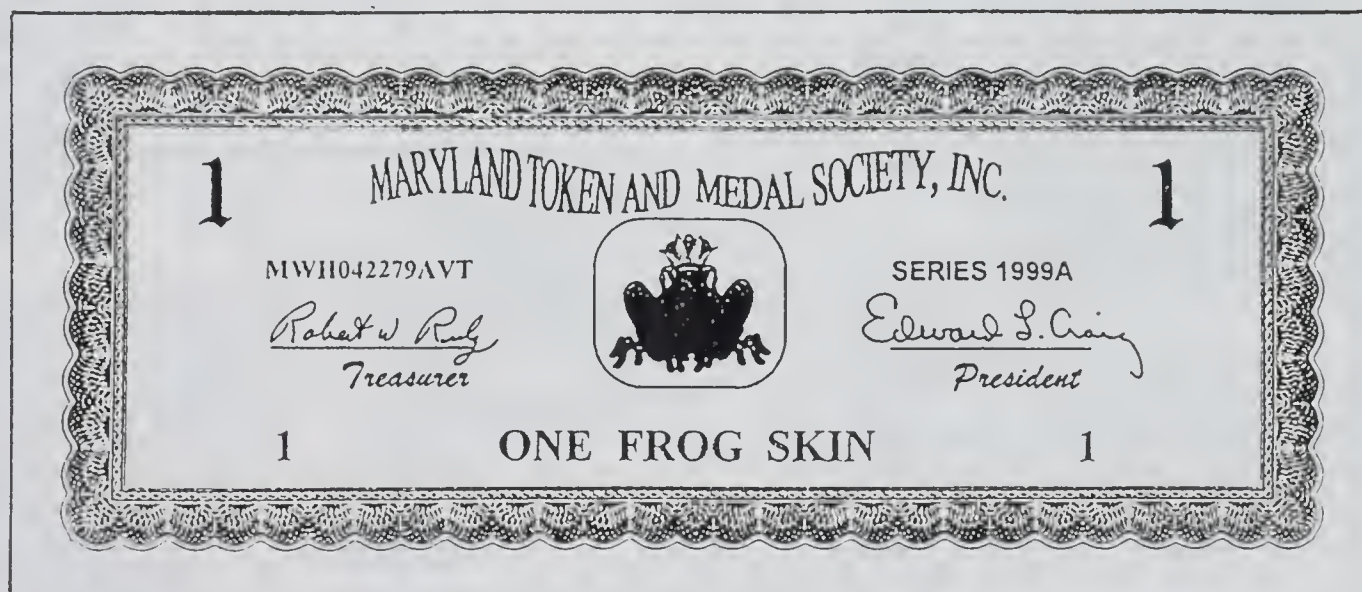 1 MARYLAND TOKEN AND MEDAL SOCIETY, INC. 1
MWH042279AVT SERIES 1999A
Robert W Edward L. Craig
Treasurer President
1 ONE FROG SKIN 1